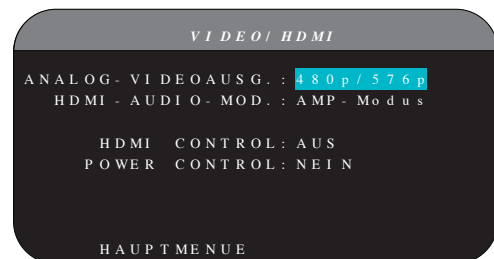 VIDEO/HDMI
ANALOG-VIDEOAUSG.: 480p/576p
HDMI-AUDIO-MOD.: AMP-Modus
HDMI CONTROL: AUS
POWER CONTROL: NEIN
HAUPTMENUE